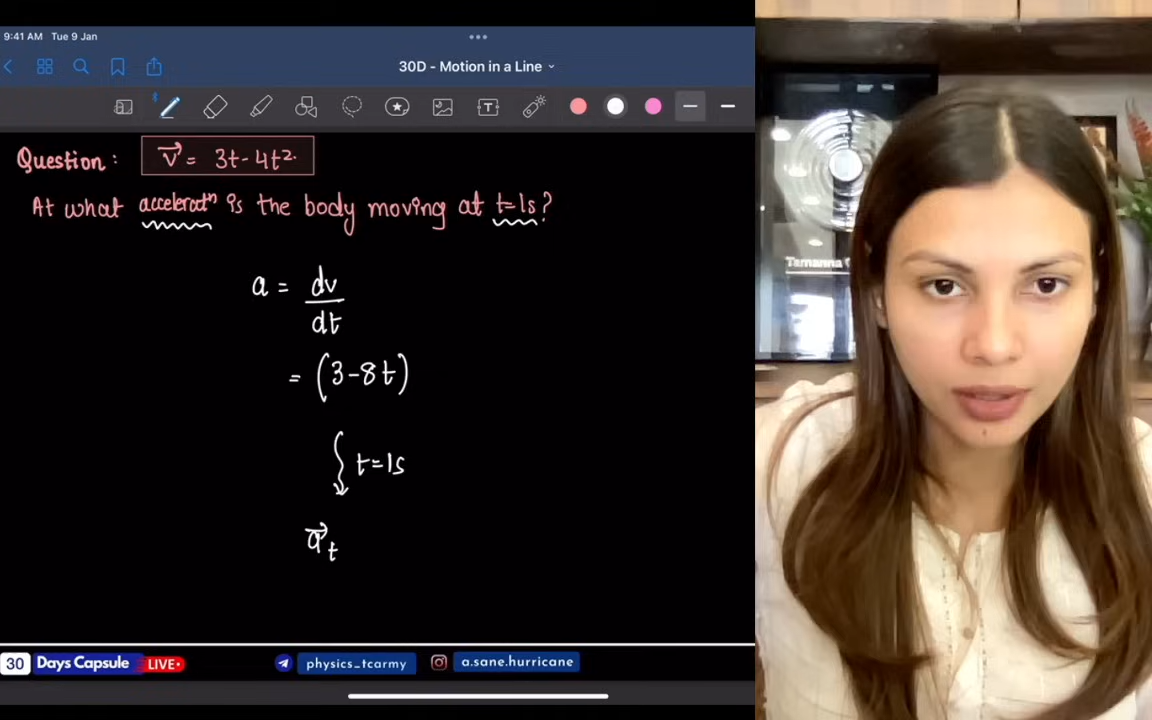 9:41 AM Tue 9 Jan
30D - Motion in a Line
T
Question: v⃗ = 3t - 4t².
At what acceleratⁿ is the body moving at t=1s?
a = dv
dt
= (3-8t)
t=1s
a⃗t
Tamanna
30 Days Capsule LIVE physics_tcarmy a.sane.hurricane